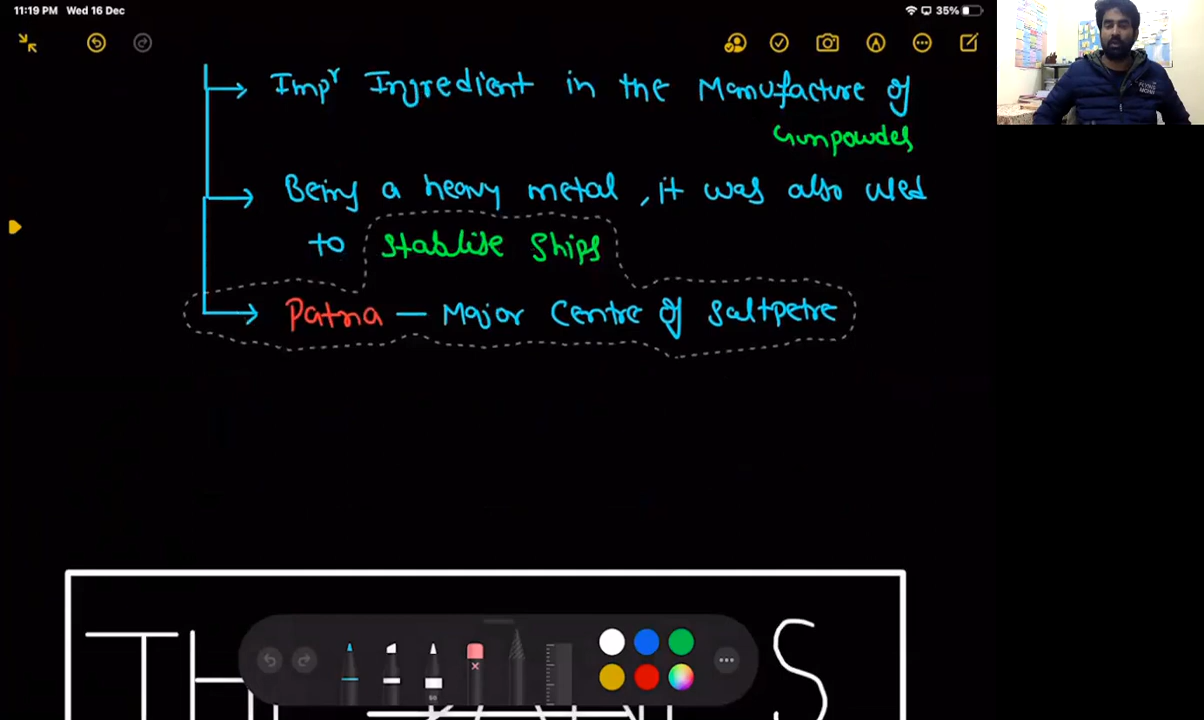 11:19 PM Wed 16 Dec
35%
Impr Ingredient in the Manufacture of
Gunpowder
Being a heavy metal, it was also used
to Stablise Ships
Patna — Major Centre of Saltpetre